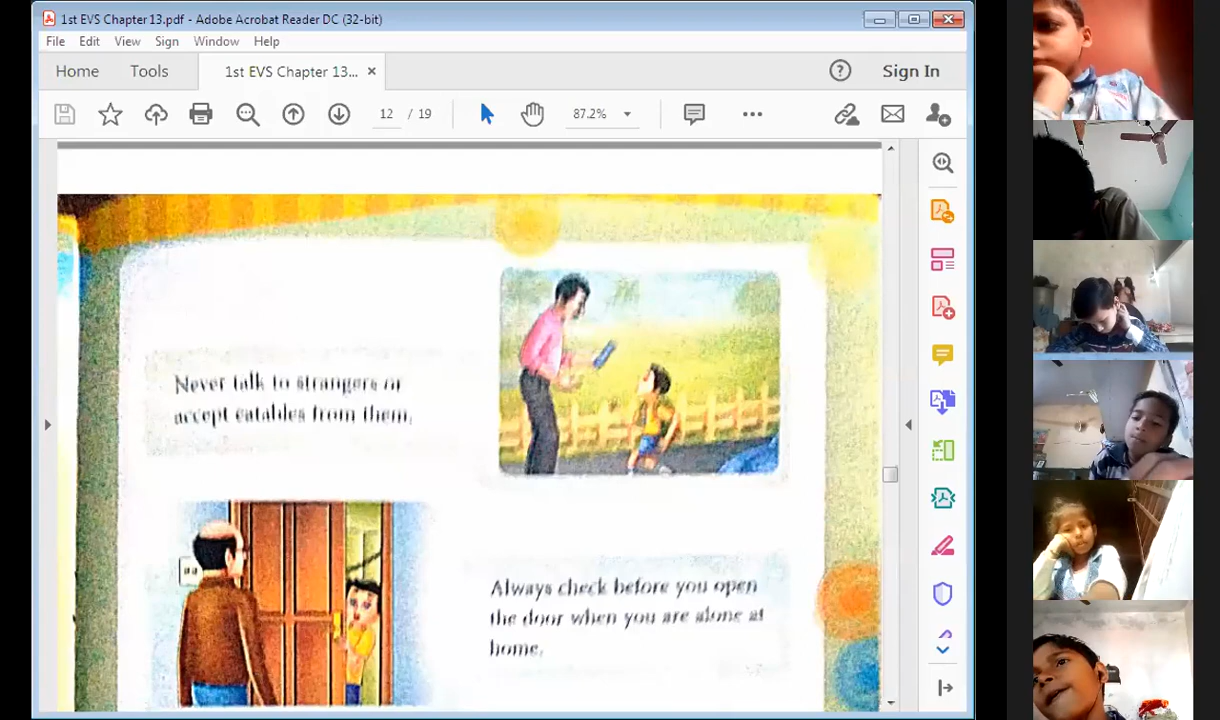 1st EVS Chapter 13.pdf - Adobe Acrobat Reader DC (32-bit)
File Edit View Sign Window Help
Home Tools 1st EVS Chapter 13... Sign In
12 / 19 87.2%
Never talk to strangers or
accept eatables from them.
Always check before you open
the door when you are alone at
home.